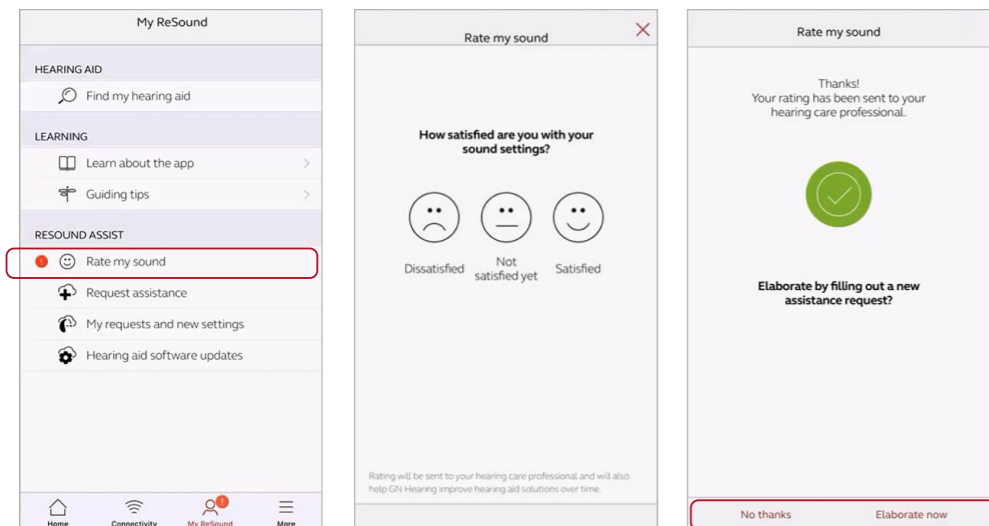 My ReSound
HEARING AID
Find my hearing aid
LEARNING
Learn about the app
Guiding tips
RESOUND ASSIST
! Rate my sound
Request assistance
My requests and new settings
Hearing aid software updates
!
Home Connectivity My ReSound More
Rate my sound
How satisfied are you with your
sound settings?
Dissatisfied
Not
satisfied yet
Satisfied
Rating will be sent to your hearing care professional and will also
help GN Hearing improve hearing aid solutions over time.
Rate my sound
Thanks!
Your rating has been sent to your
hearing care professional.
Elaborate by filling out a new
assistance request?
No thanks Elaborate now